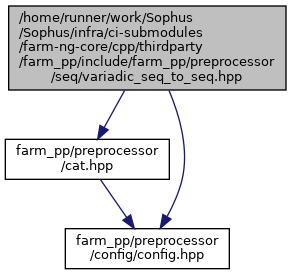 /home/runner/work/Sophus
/Sophus/infra/ci-submodules
/farm-ng-core/cpp/thirdparty
/farm_pp/include/farm_pp/preprocessor
/seq/variadic_seq_to_seq.hpp
farm_pp/preprocessor
/cat.hpp
farm_pp/preprocessor
/config/config.hpp